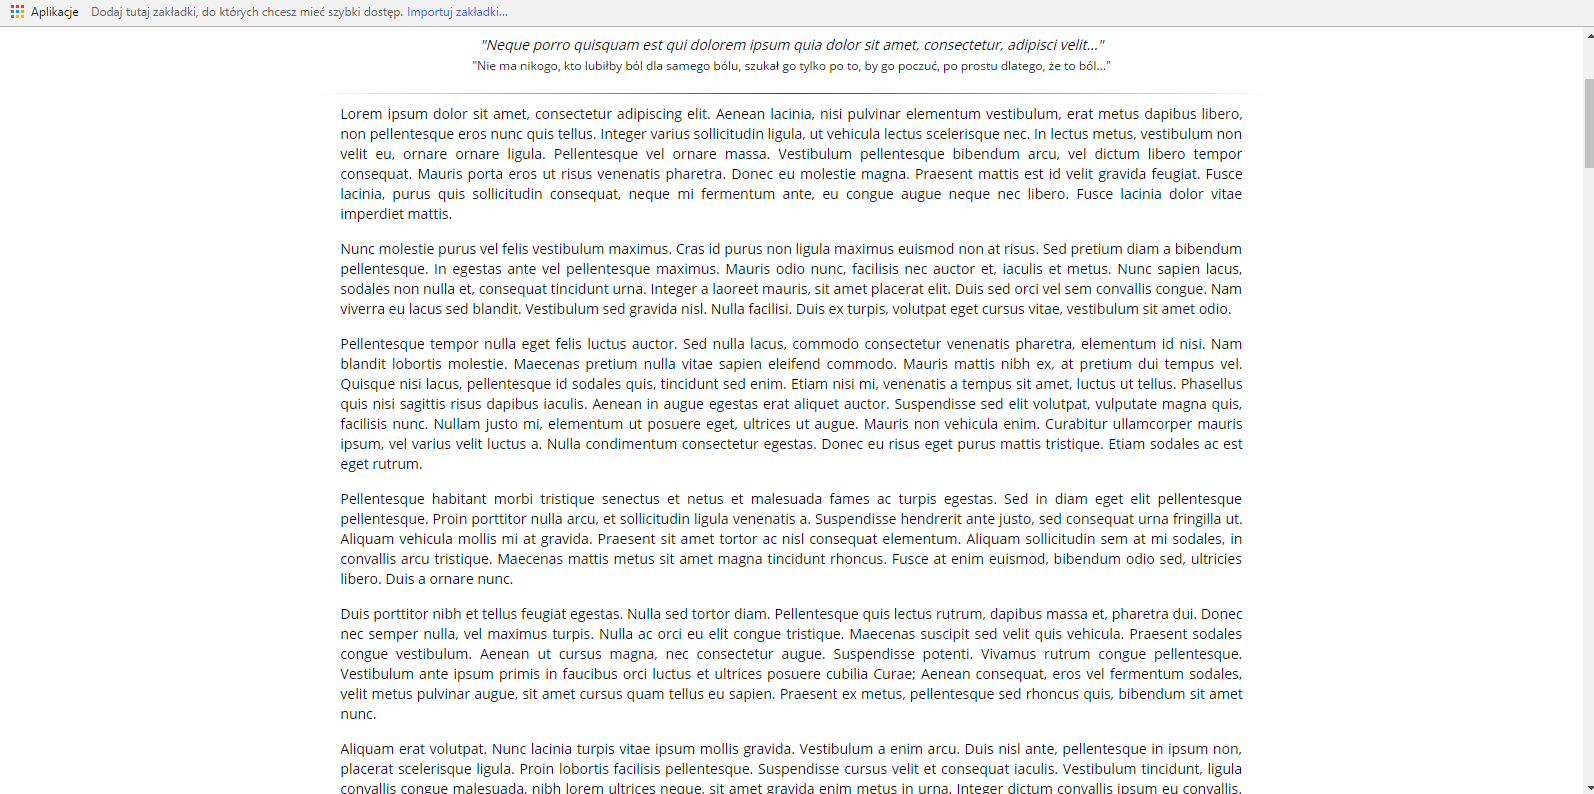 Aplikacje Dodaj tutaj zakładki, do których chcesz mieć szybki dostęp. Importuj zakładki...
"Neque porro quisquam est qui dolorem ipsum quia dolor sit amet, consectetur, adipisci velit..."
"Nie ma nikogo, kto lubiłby ból dla samego bólu, szukał go tylko po to, by go poczuć, po prostu dlatego, że to ból..."
Lorem ipsum dolor sit amet, consectetur adipiscing elit. Aenean lacinia, nisi pulvinar elementum vestibulum, erat metus dapibus libero,
non pellentesque eros nunc quis tellus. Integer varius sollicitudin ligula, ut vehicula lectus scelerisque nec. In lectus metus, vestibulum non
velit eu, ornare ornare ligula. Pellentesque vel ornare massa. Vestibulum pellentesque bibendum arcu, vel dictum libero tempor
consequat. Mauris porta eros ut risus venenatis pharetra. Donec eu molestie magna. Praesent mattis est id velit gravida feugiat. Fusce
lacinia, purus quis sollicitudin consequat, neque mi fermentum ante, eu congue augue neque nec libero. Fusce lacinia dolor vitae
imperdiet mattis.
Nunc molestie purus vel felis vestibulum maximus. Cras id purus non ligula maximus euismod non at risus. Sed pretium diam a bibendum
pellentesque. In egestas ante vel pellentesque maximus. Mauris odio nunc, facilisis nec auctor et, iaculis et metus. Nunc sapien lacus,
sodales non nulla et, consequat tincidunt urna. Integer a laoreet mauris, sit amet placerat elit. Duis sed orci vel sem convallis congue. Nam
viverra eu lacus sed blandit. Vestibulum sed gravida nisl. Nulla facilisi. Duis ex turpis, volutpat eget cursus vitae, vestibulum sit amet odio.
Pellentesque tempor nulla eget felis luctus auctor. Sed nulla lacus, commodo consectetur venenatis pharetra, elementum id nisi. Nam
blandit lobortis molestie. Maecenas pretium nulla vitae sapien eleifend commodo. Mauris mattis nibh ex, at pretium dui tempus vel.
Quisque nisi lacus, pellentesque id sodales quis, tincidunt sed enim. Etiam nisi mi, venenatis a tempus sit amet, luctus ut tellus. Phasellus
quis nisi sagittis risus dapibus iaculis. Aenean in augue egestas erat aliquet auctor. Suspendisse sed elit volutpat, vulputate magna quis,
facilisis nunc. Nullam justo mi, elementum ut posuere eget, ultrices ut augue. Mauris non vehicula enim. Curabitur ullamcorper mauris
ipsum, vel varius velit luctus a. Nulla condimentum consectetur egestas. Donec eu risus eget purus mattis tristique. Etiam sodales ac est
eget rutrum.
Pellentesque habitant morbi tristique senectus et netus et malesuada fames ac turpis egestas. Sed in diam eget elit pellentesque
pellentesque. Proin porttitor nulla arcu, et sollicitudin ligula venenatis a. Suspendisse hendrerit ante justo, sed consequat urna fringilla ut.
Aliquam vehicula mollis mi at gravida. Praesent sit amet tortor ac nisl consequat elementum. Aliquam sollicitudin sem at mi sodales, in
convallis arcu tristique. Maecenas mattis metus sit amet magna tincidunt rhoncus. Fusce at enim euismod, bibendum odio sed, ultricies
libero. Duis a ornare nunc.
Duis porttitor nibh et tellus feugiat egestas. Nulla sed tortor diam. Pellentesque quis lectus rutrum, dapibus massa et, pharetra dui. Donec
nec semper nulla, vel maximus turpis. Nulla ac orci eu elit congue tristique. Maecenas suscipit sed velit quis vehicula. Praesent sodales
congue vestibulum. Aenean ut cursus magna, nec consectetur augue. Suspendisse potenti. Vivamus rutrum congue pellentesque.
Vestibulum ante ipsum primis in faucibus orci luctus et ultrices posuere cubilia Curae; Aenean consequat, eros vel fermentum sodales,
velit metus pulvinar augue, sit amet cursus quam tellus eu sapien. Praesent ex metus, pellentesque sed rhoncus quis, bibendum sit amet
nunc.
Aliquam erat volutpat. Nunc lacinia turpis vitae ipsum mollis gravida. Vestibulum a enim arcu. Duis nisl ante, pellentesque in ipsum non,
placerat scelerisque ligula. Proin lobortis facilisis pellentesque. Suspendisse cursus velit et consequat iaculis. Vestibulum tincidunt, ligula
convallis congue malesuada, nibh lorem ultrices neque, sit amet gravida enim metus in urna. Integer dictum convallis ipsum eu convallis.